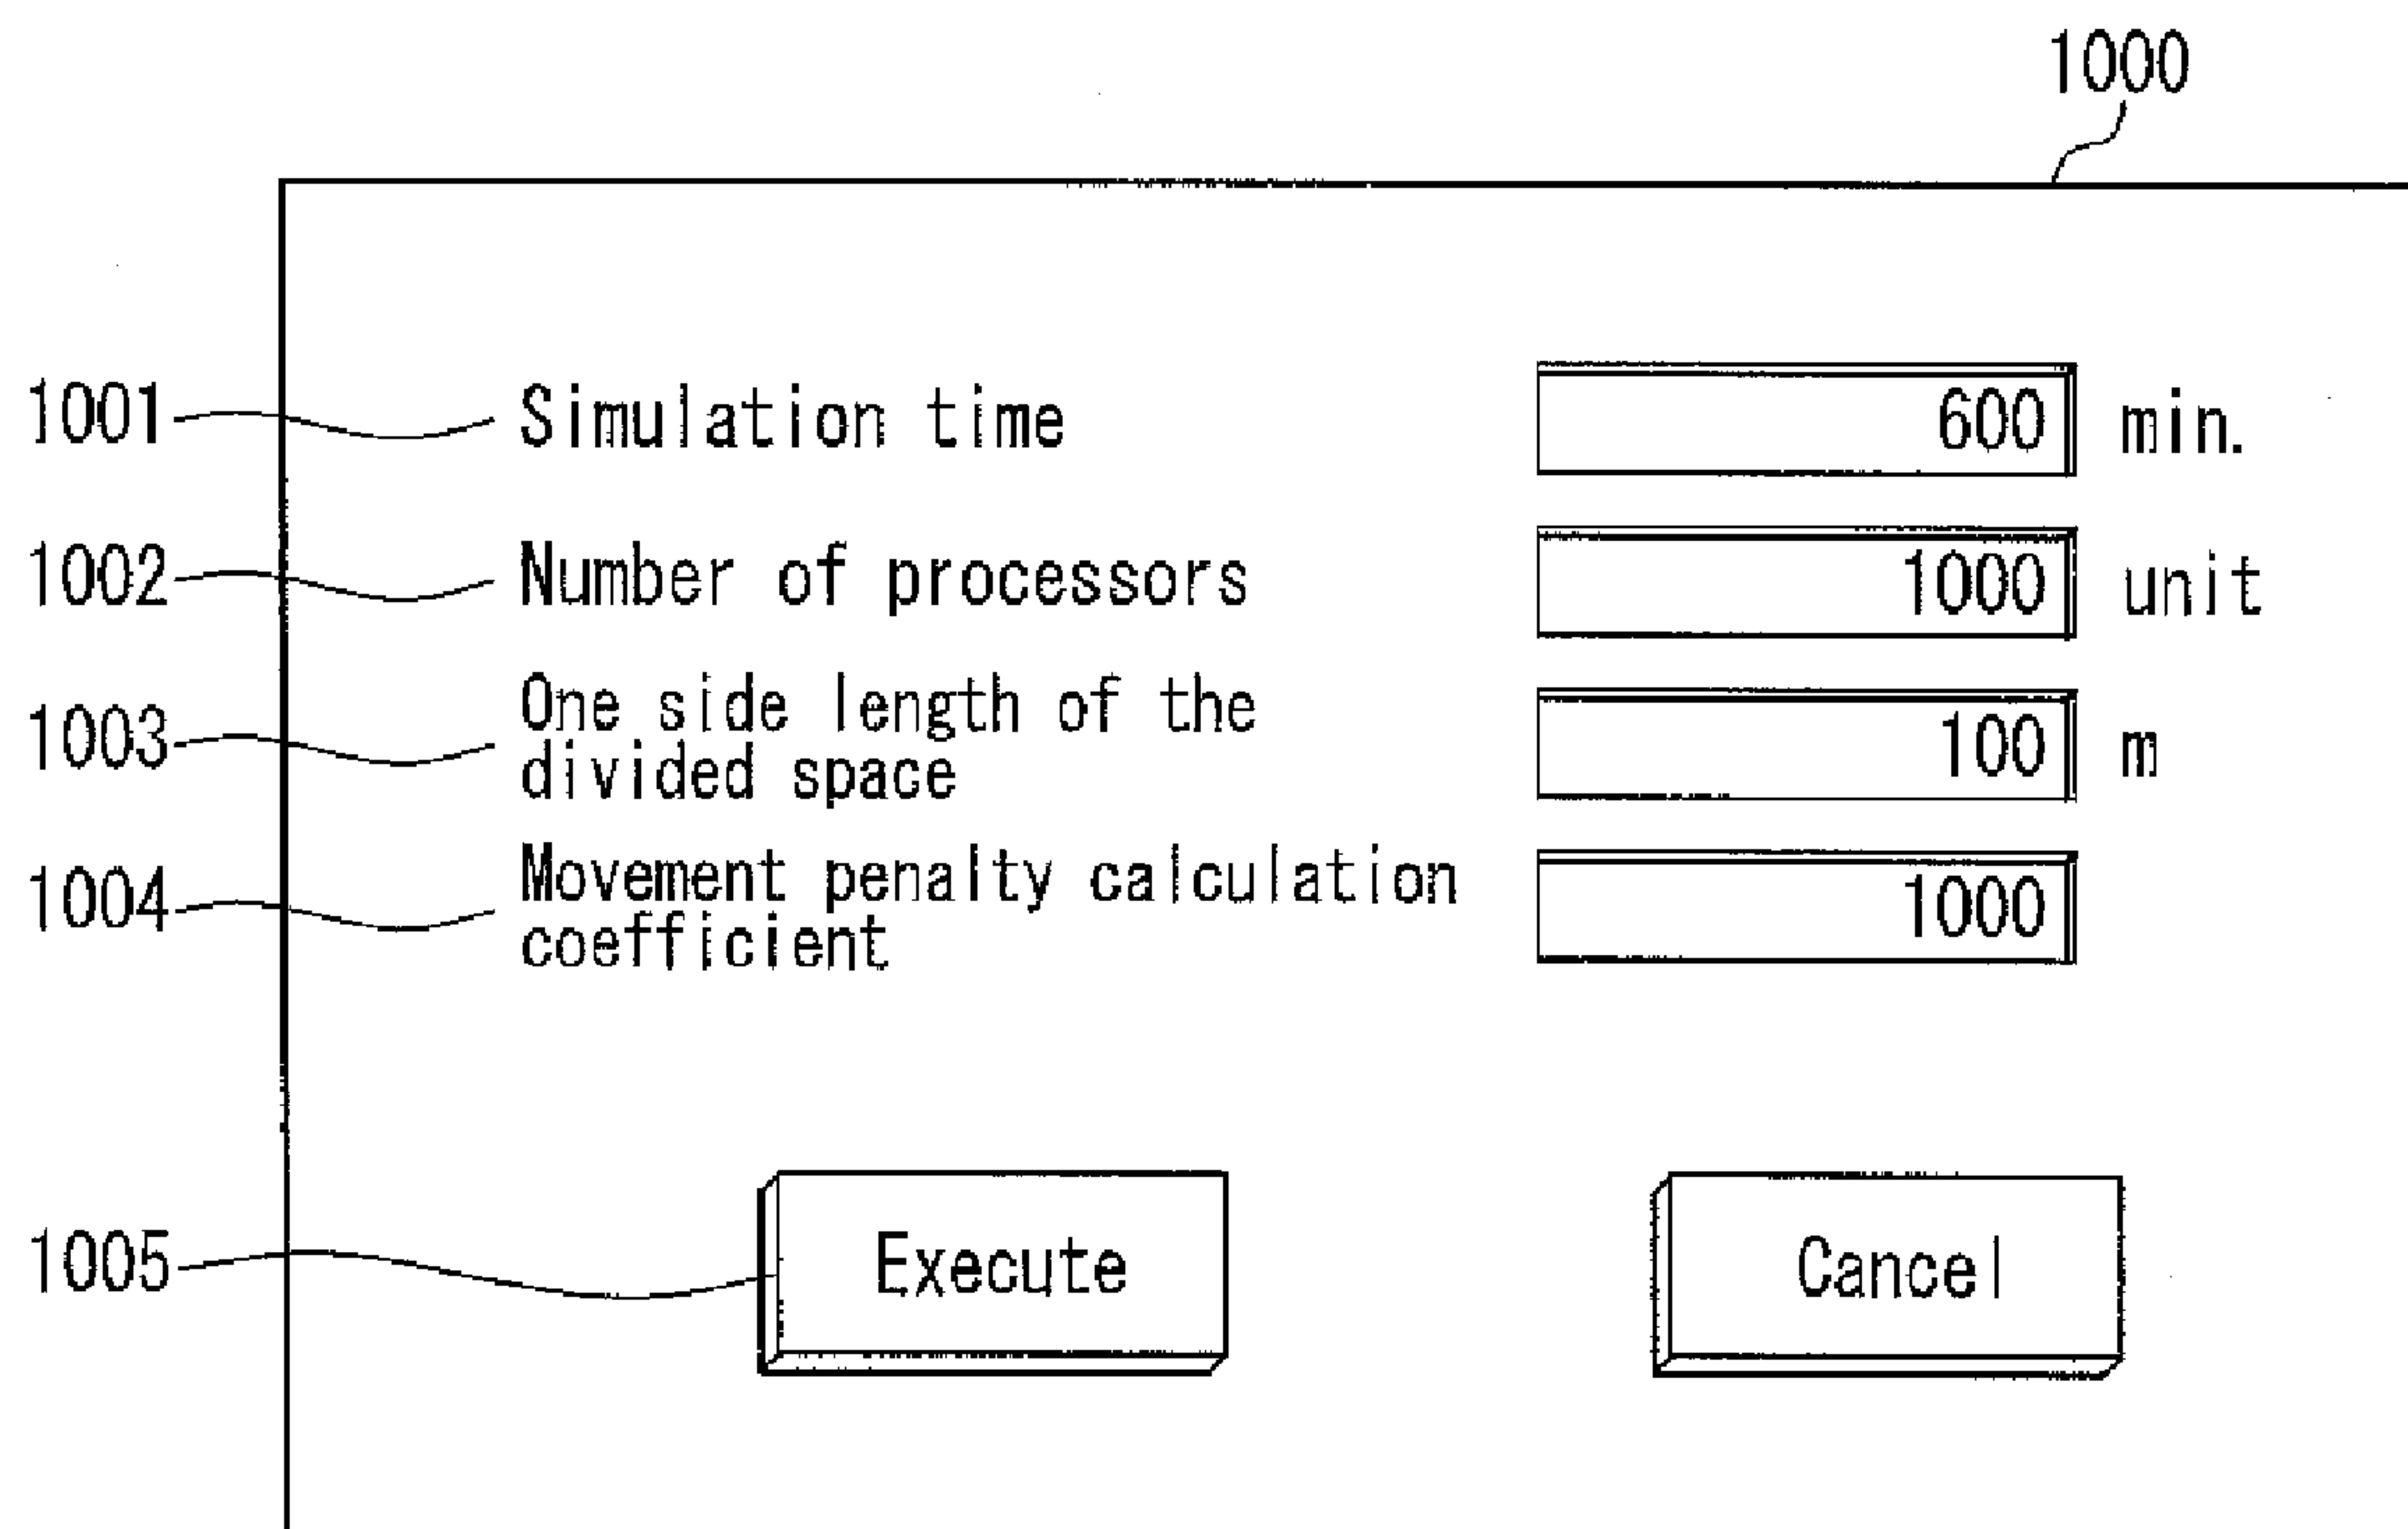 1000
1001 Simulation time 600 min.
1002 Number of processors 1000 unit
1003 One side length of the
divided space 100 m
1004 Movement penalty calculation
coefficient 1000
1005 Execute Cancel